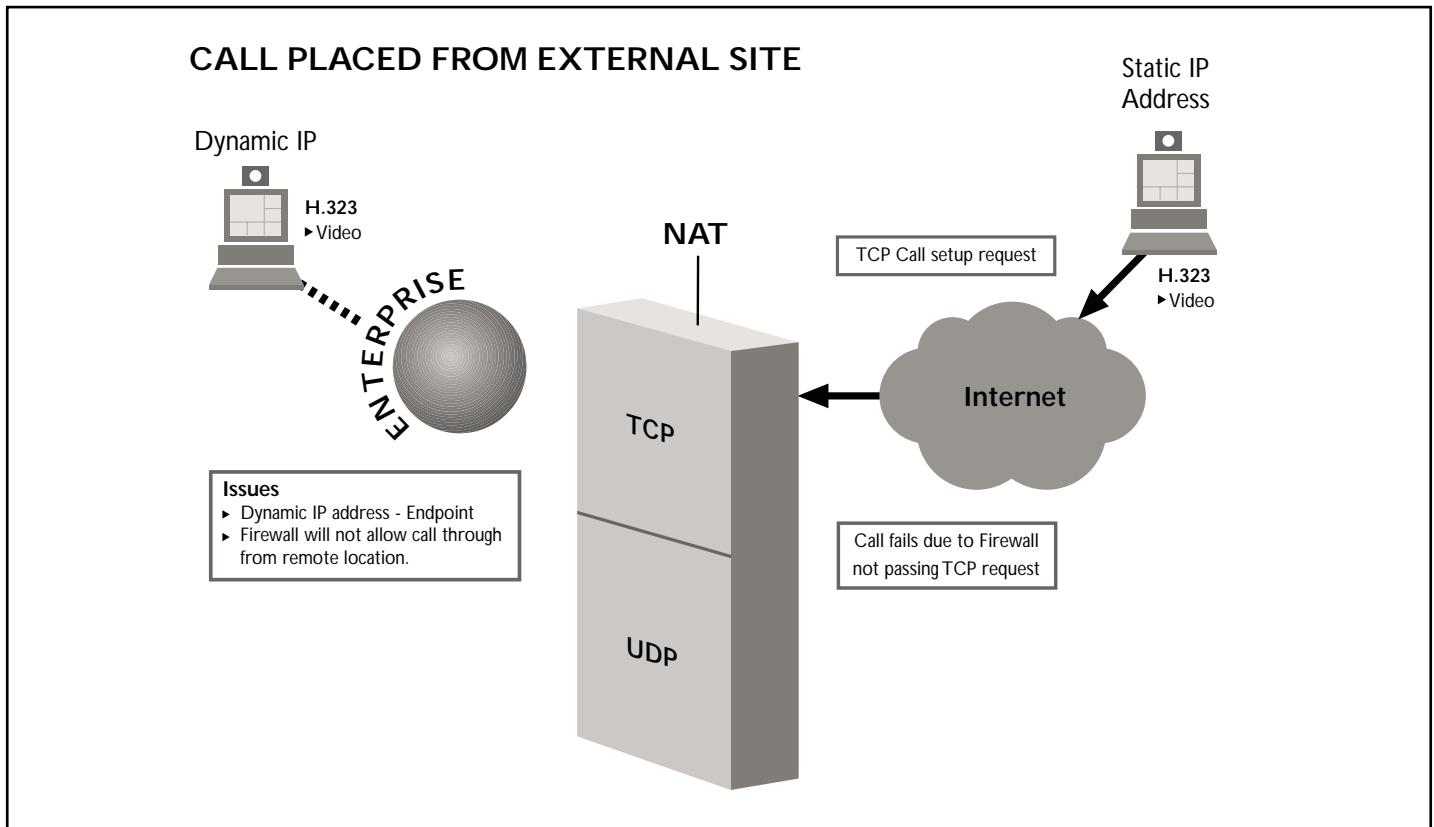 CALL PLACED FROM EXTERNAL SITE
Static IP
Address
Dynamic IP
H.323
▸ Video
ENTERPRISE
NAT
TCP Call setup request
H.323
▸ Video
Internet
TCP
Issues
▸ Dynamic IP address - Endpoint
▸ Firewall will not allow call through
from remote location.
Call fails due to Firewall
not passing TCP request
UDP